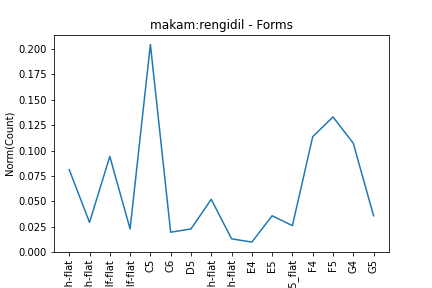 makam:rengidil - Forms
Norm(Count)
0.200
0.175
0.150
0.125
0.100
0.075
0.050
0.025
0.000
h-flat
h-flat
lf-flat
lf-flat
C5
C6
D5
h-flat
h-flat
E4
E5
5_flat
F4
F5
G4
G5